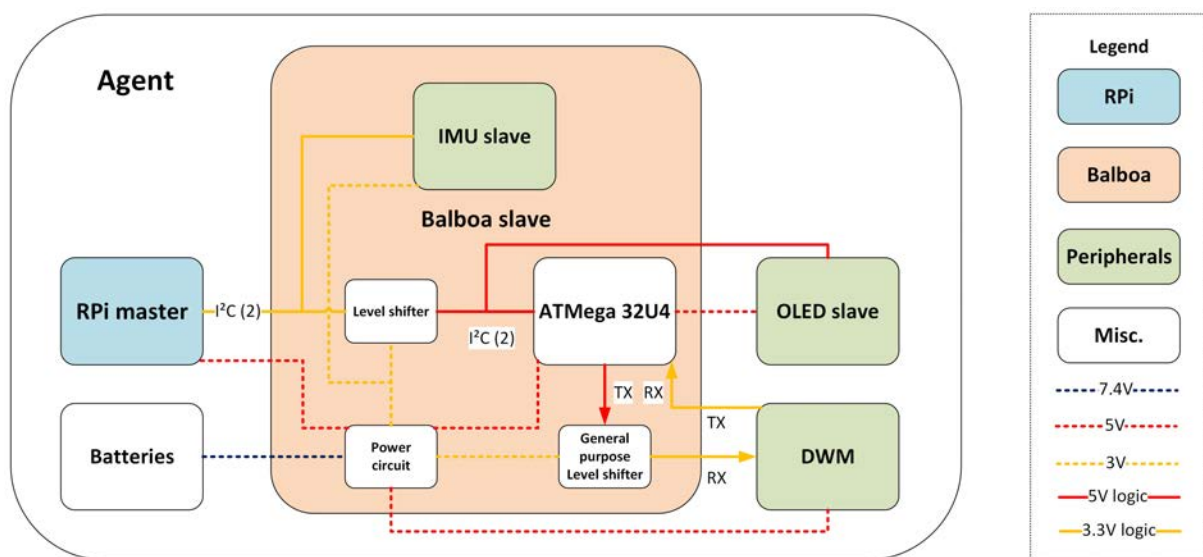 Agent
IMU slave
Balboa slave
RPi master
I²C (2)
Level shifter
I²C (2)
ATMega 32U4
OLED slave
TX
RX
TX
Batteries
Power
circuit
General
purpose
Level shifter
RX
DWM
Legend
RPi
Balboa
Peripherals
Misc.
7.4V
5V
3V
5V logic
3.3V logic